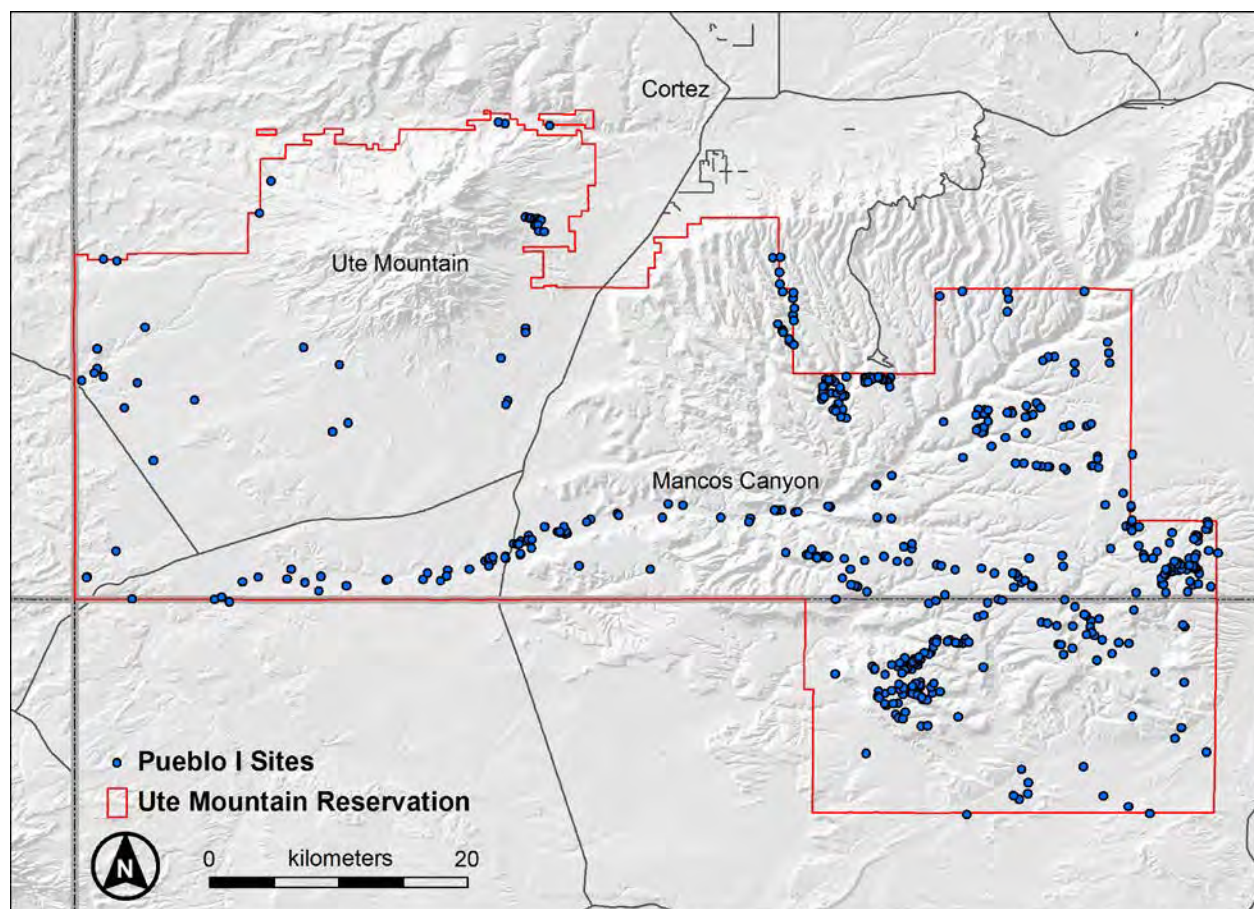 Cortez
Ute Mountain
Mancos Canyon
Pueblo I Sites
Ute Mountain Reservation
N
0 kilometers 20